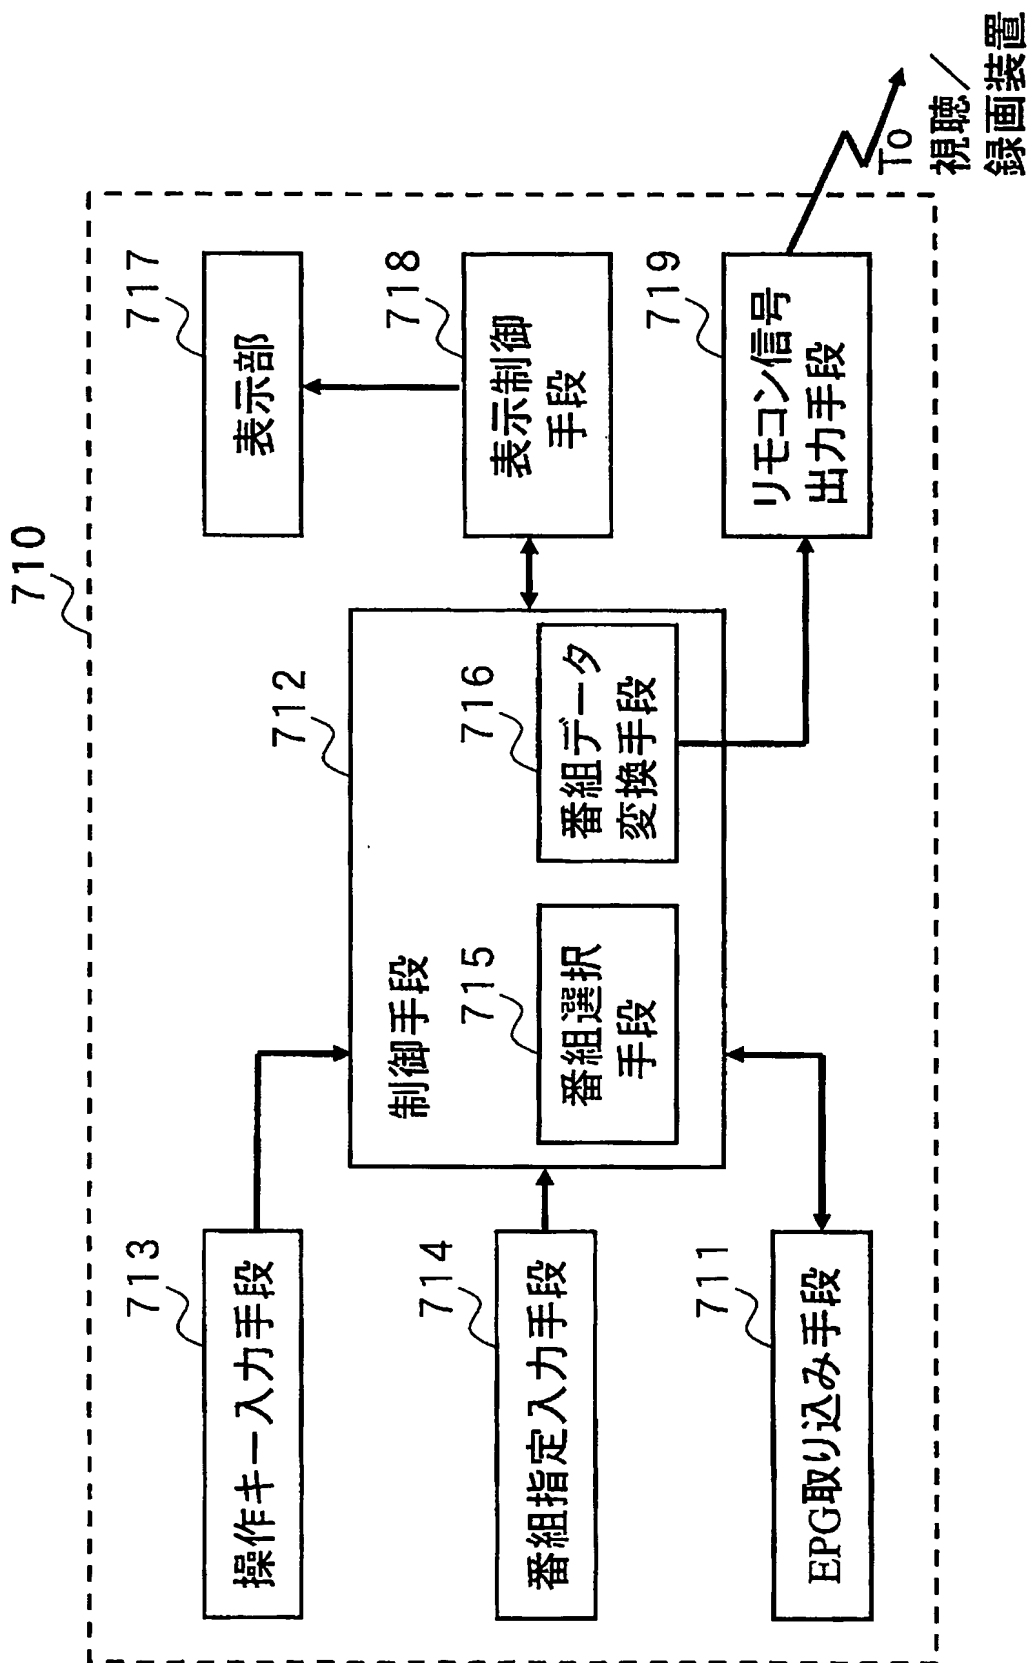 710
713
操作キー入力手段
714
番組指定入力手段
711
EPG取り込み手段
712
制御手段
715
番組選択
手段
716
番組データ
変換手段
717
表示部
718
表示制御
手段
719
リモコン信号
出力手段
To
視聴／
録画装置